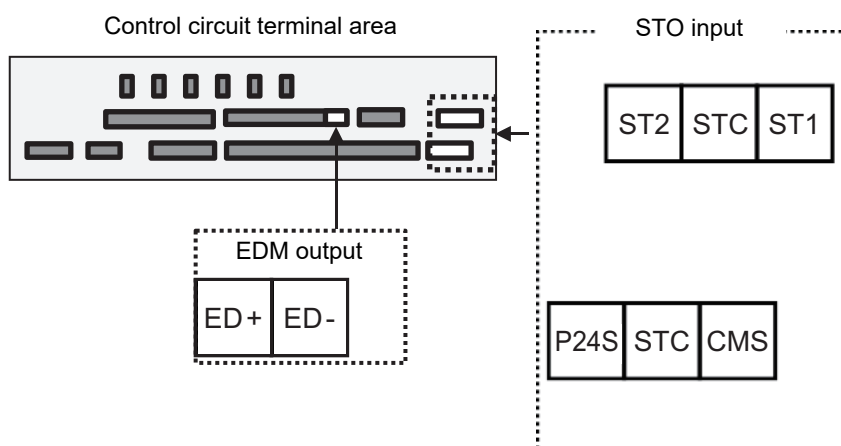 Control circuit terminal area
STO input
ST2 STC ST1
EDM output
ED+ ED-
P24S STC CMS